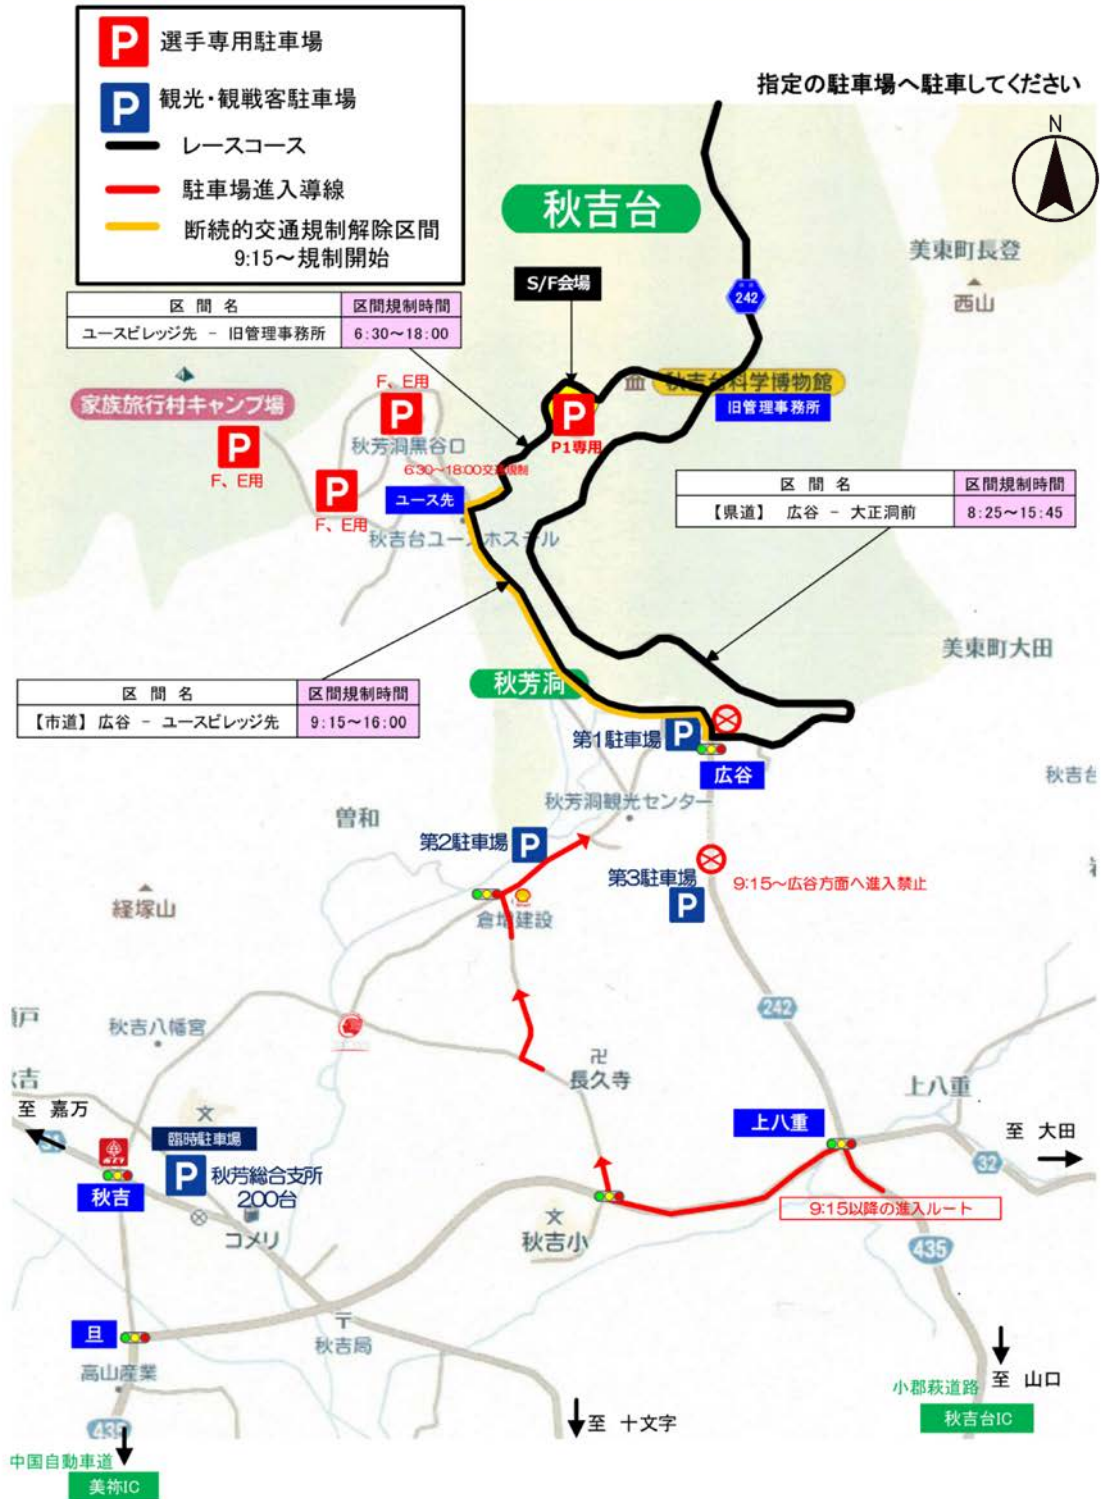 選手専用駐車場
観光・観戦客駐車場
レースコース
駐車場進入導線
断続的交通規制解除区間
9:15～規制開始
指定の駐車場へ駐車してください
N
秋吉台
S/F会場
242
美東町長登
西山
区間名 区間規制時間
ユースビレッジ先 － 旧管理事務所 6:30～18:00
家族旅行村キャンプ場
F、E用
秋吉台科学博物館
旧管理事務所
P
P1専用
秋芳洞黒谷口
P
F、E用
6:30～18:00交通規制
P
F、E用
ユース先
秋吉台ユースホステル
区間名 区間規制時間
【県道】 広谷 － 大正洞前 8:25～15:45
美東町大田
秋芳洞
区間名 区間規制時間
【市道】 広谷 － ユースビレッジ先 9:15～16:00
第1駐車場 P
広谷
秋吉台
秋芳洞観光センター
曽和
第2駐車場 P
第3駐車場
P
9:15～広谷方面へ進入禁止
経塚山
倉増建設
242
秋吉八幡宮
卍
長久寺
上八重
至 嘉万
31
臨時駐車場
上八重
至 大田
32
秋吉
P 秋芳総合支所
200台
コメリ
秋吉小
9:15以降の進入ルート
435
旦
秋吉局
高山産業
至 山口
小郡萩道路
秋吉台IC
435
至 十文字
中国自動車道
美祢IC